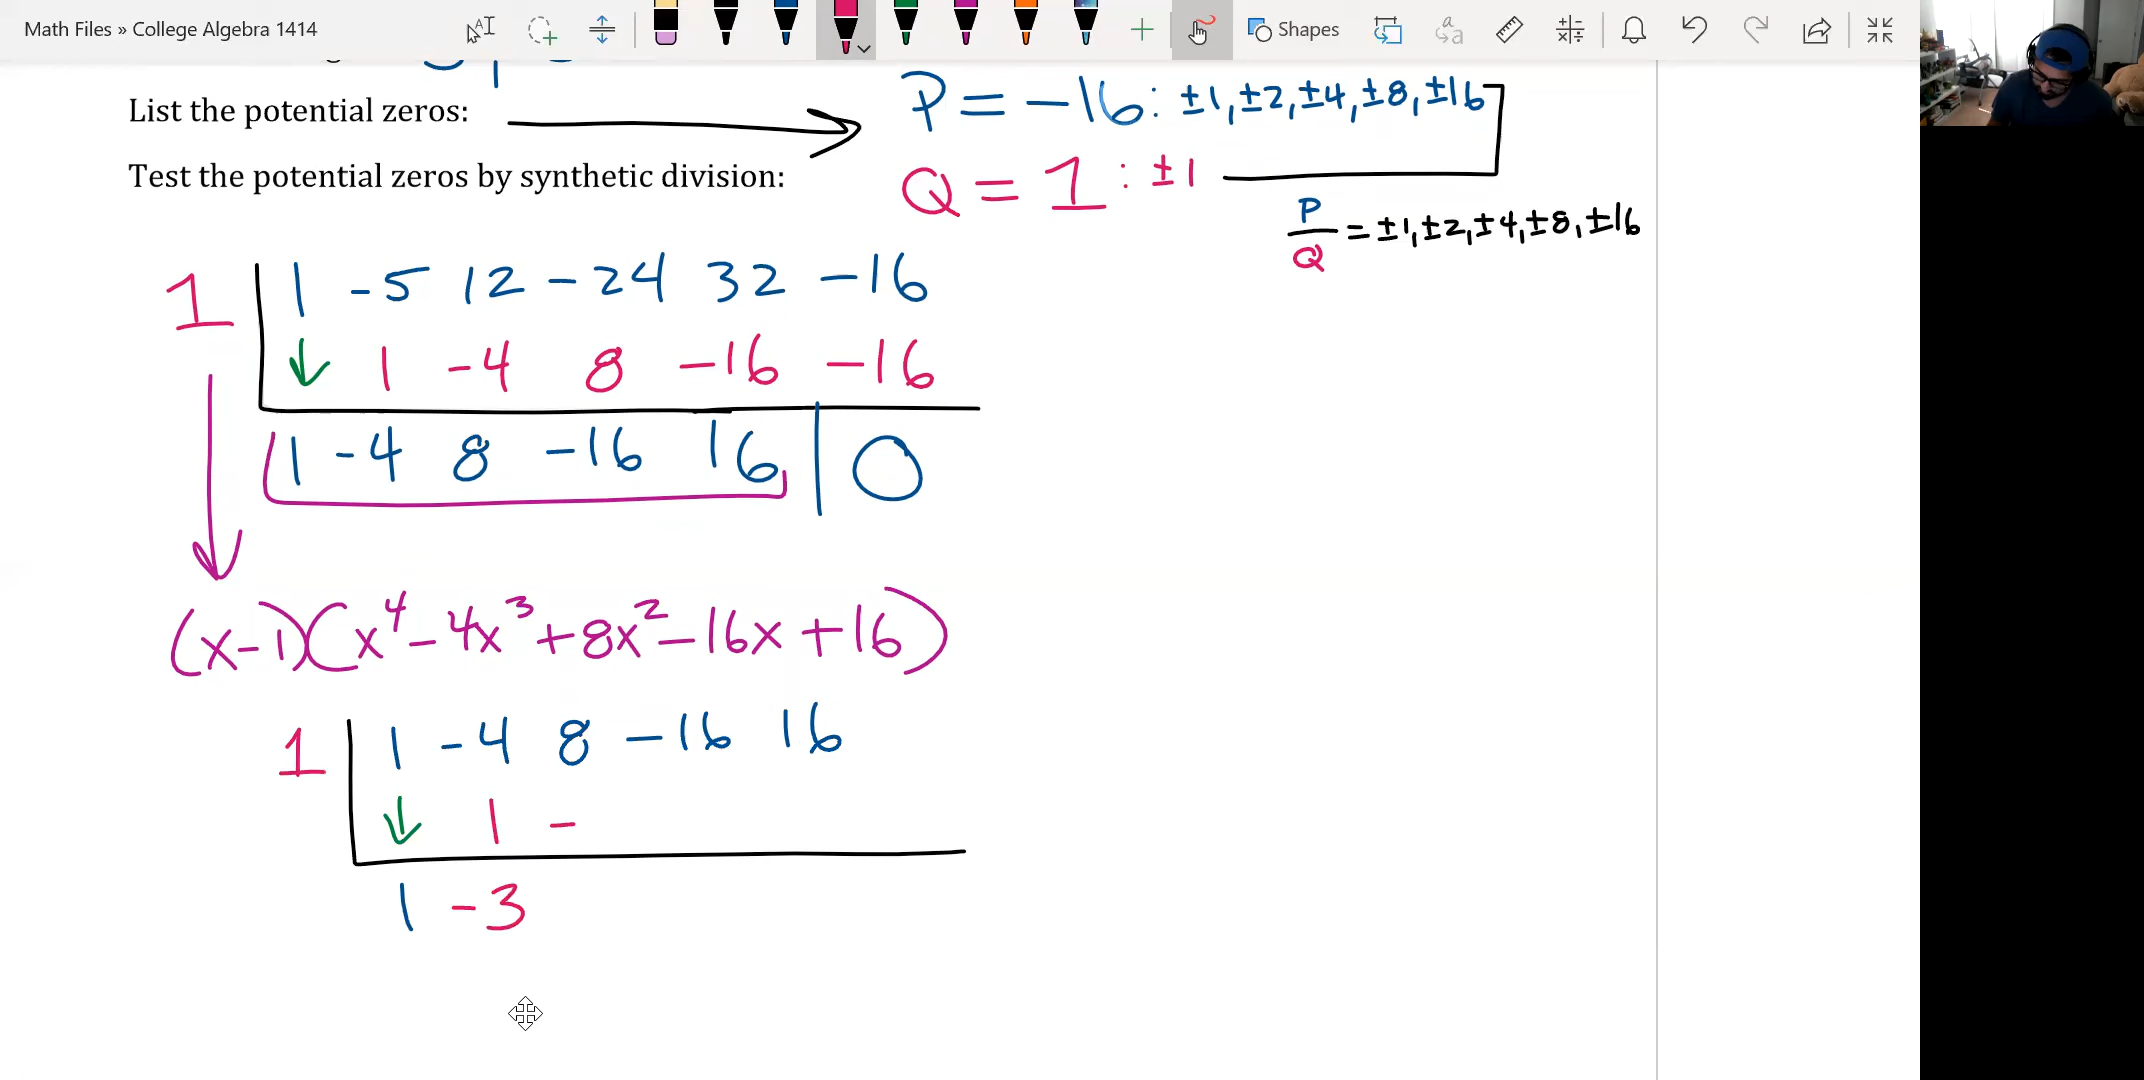 Math Files » College Algebra 1414
Shapes
List the potential zeros:
P = -16: ±1, ±2, ±4, ±8, ±16
Test the potential zeros by synthetic division:
Q = 1: ±1
P/Q = ±1, ±2, ±4, ±8, ±16
1 | 1 -5 12 -24 32 -16
↓ 1 -4 8 -16 -16
1 -4 8 -16 16 | 0
(x-1)(x⁴-4x³+8x²-16x+16)
1 | 1 -4 8 -16 16
↓ 1 -
1 -3